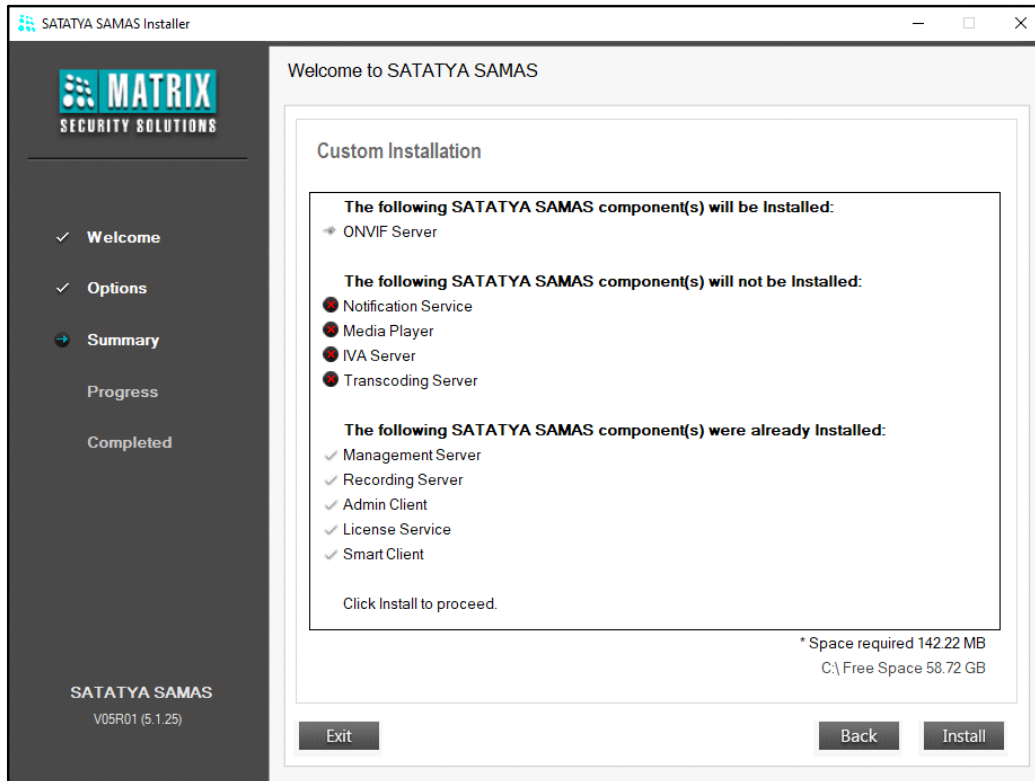 SATATYA SAMAS Installer
MATRIX
SECURITY SOLUTIONS
Welcome
Options
Summary
Progress
Completed
SATATYA SAMAS
V05R01 (5.1.25)
Welcome to SATATYA SAMAS
Custom Installation
The following SATATYA SAMAS component(s) will be Installed:
ONVIF Server
The following SATATYA SAMAS component(s) will not be Installed:
Notification Service
Media Player
IVA Server
Transcoding Server
The following SATATYA SAMAS component(s) were already Installed:
Management Server
Recording Server
Admin Client
License Service
Smart Client
Click Install to proceed.
* Space required 142.22 MB
C:\ Free Space 58.72 GB
Exit
Back
Install